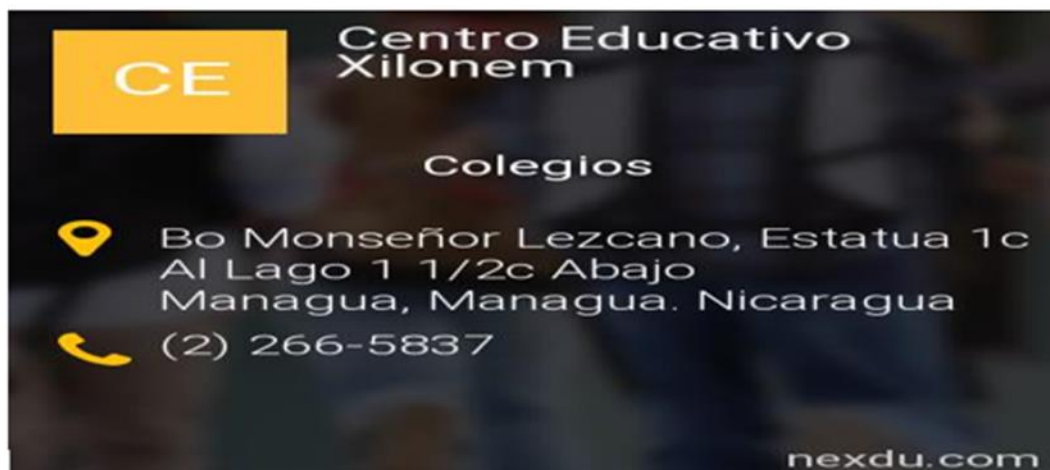 CE
Centro Educativo
Xilonem
Colegios
Bo Monseñor Lezcano, Estatua 1c
Al Lago 1 1/2c Abajo
Managua, Managua. Nicaragua
(2) 266-5837
nexdu.com